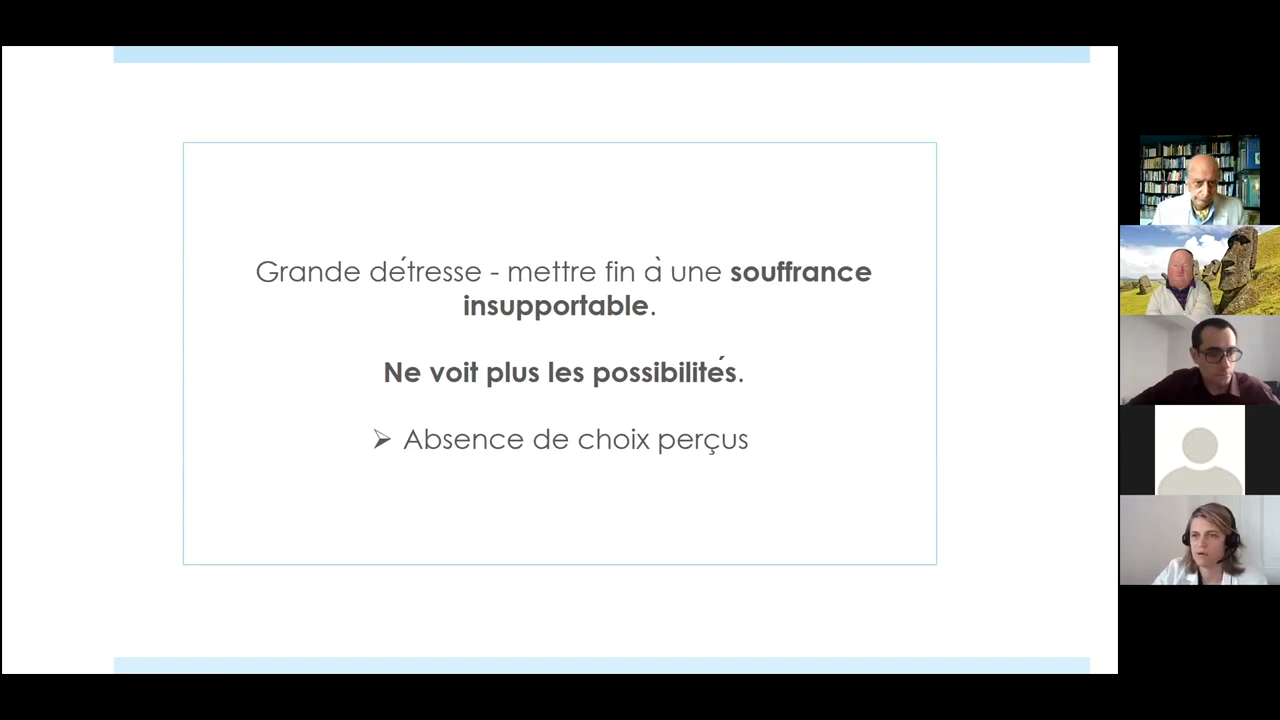 Grande détresse - mettre fin à une souffrance
insupportable.
Ne voit plus les possibilités.
➢ Absence de choix perçus